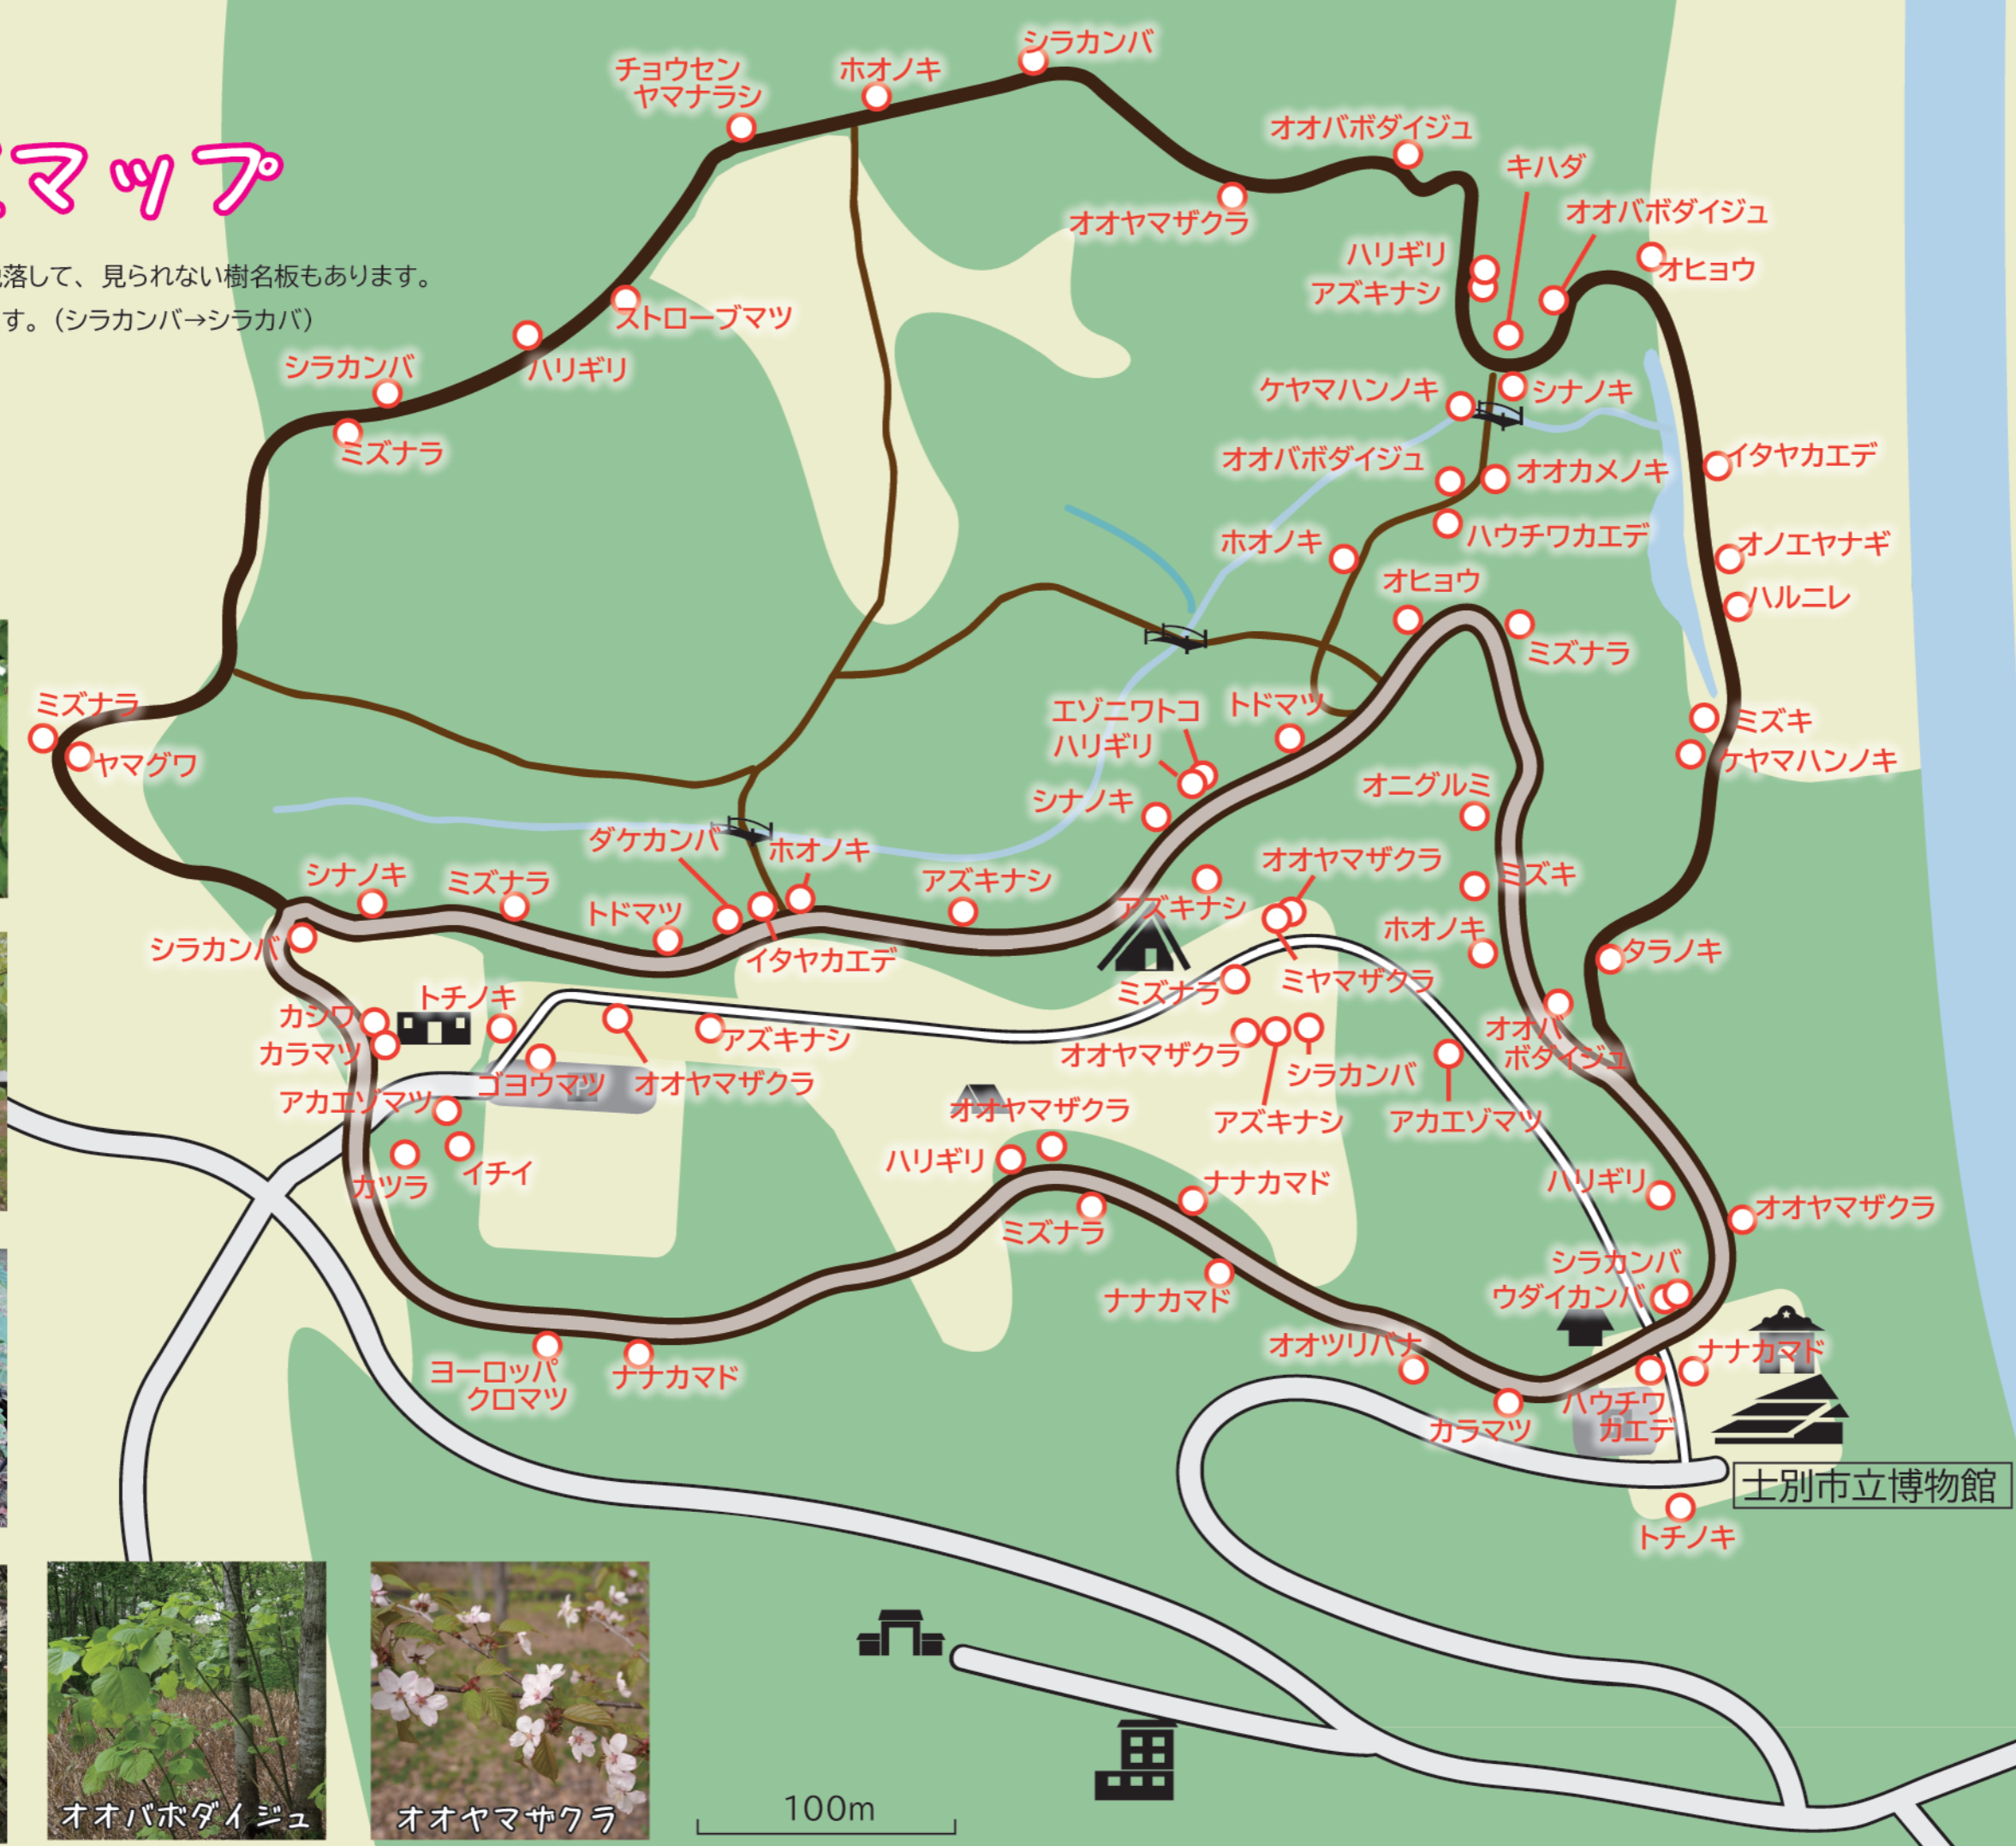 マップ
落して、見られない樹名板もあります。
す。（シラカンバ→シラカバ）
シラカンバ
チョウセン
ヤマナラシ
ホオノキ
オオバボダイジュ
キハダ
オオヤマザクラ
オオバボダイジュ
ハリギリ
アズキナシ
オヒョウ
ストローブマツ
シラカンバ
ハリギリ
ミズナラ
ケヤマハンノキ
シナノキ
オオバボダイジュ
オオカメノキ
イタヤカエデ
ホオノキ
ハウチワカエデ
オノエヤナギ
オヒョウ
ハルニレ
ミズナラ
ミズナラ
ヤマグワ
エゾニワトコ
ハリギリ
トドマツ
ミズキ
ケヤマハンノキ
シナノキ
オニグルミ
ダケカンバ
ホオノキ
オオヤマザクラ
シナノキ
ミズナラ
アズキナシ
ミズキ
トドマツ
アズキナシ
ホオノキ
シラカンバ
イタヤカエデ
タラノキ
ミズナラ
ミヤマザクラ
トチノキ
カシワ
カラマツ
アズキナシ
オオヤマザクラ
オオバ
ボダイジュ
ゴヨウマツ
P
オオヤマザクラ
シラカンバ
アカエゾマツ
オオヤマザクラ
アズキナシ
アカエゾマツ
ハリギリ
イチイ
カツラ
ナナカマド
ハリギリ
オオヤマザクラ
ミズナラ
シラカンバ
ウダイカンバ
ナナカマド
オオツリバナ
ナナカマド
ヨーロッパ
クロマツ
ナナカマド
カラマツ
ハウチワ
カエデ
士別市立博物館
トチノキ
オオバボダイジュ
オオヤマザクラ
100m